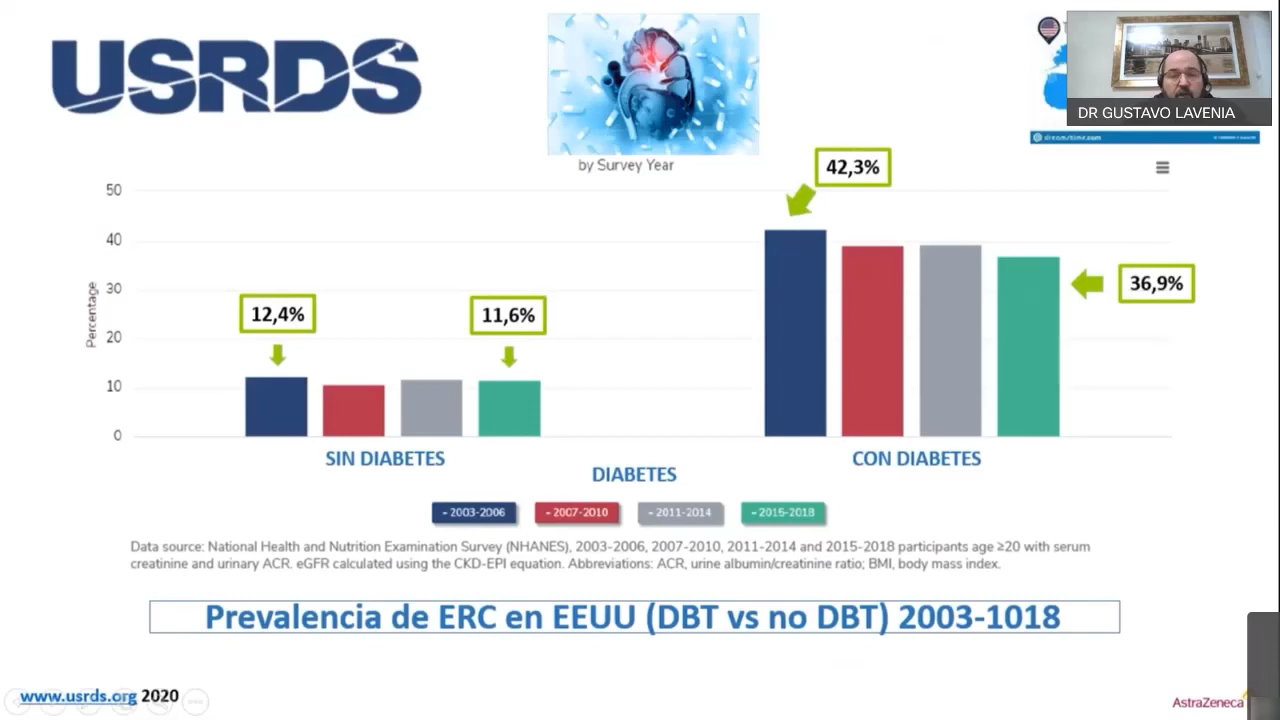 USRDS
DR GUSTAVO LAVENIA
dreamstime.com
by Survey Year
42,3%
50
40
30
20
10
0
Percentage
12,4%
11,6%
36,9%
SIN DIABETES
CON DIABETES
DIABETES
- 2003-2006
- 2007-2010
- 2011-2014
- 2015-2018
Data source: National Health and Nutrition Examination Survey (NHANES), 2003-2006, 2007-2010, 2011-2014 and 2015-2018 participants age ≥20 with serum
creatinine and urinary ACR. eGFR calculated using the CKD-EPI equation. Abbreviations: ACR, urine albumin/creatinine ratio; BMI, body mass index.
Prevalencia de ERC en EEUU (DBT vs no DBT) 2003-1018
www.usrds.org 2020
AstraZeneca